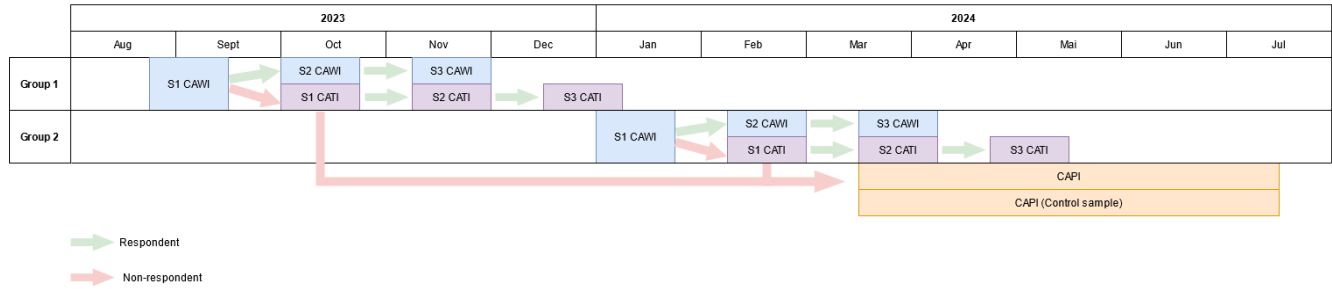 2023 2024
Aug Sept Oct Nov Dec Jan Feb Mar Apr Mai Jun Jul
Group 1
S1 CAWI
S2 CAWI S3 CAWI
S1 CATI S2 CATI S3 CATI
Group 2
S1 CAWI
S2 CAWI S3 CAWI
S1 CATI S2 CATI S3 CATI
CAPI
CAPI (Control sample)
Respondent
Non-respondent